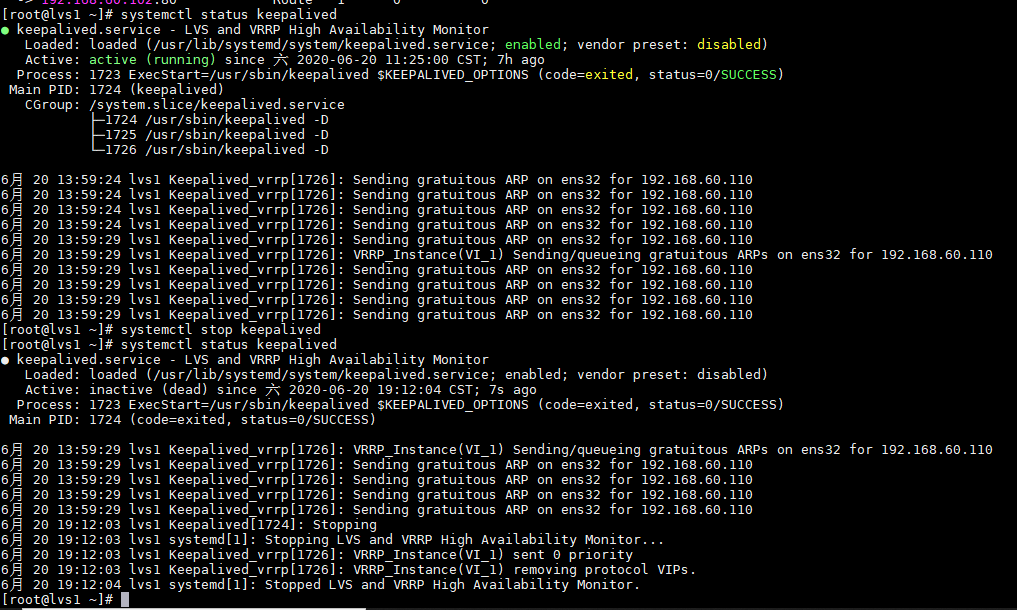 -> 192.168.60.102:80 Route 1 0 0
[root@lvs1 ~]# systemctl status keepalived
● keepalived.service - LVS and VRRP High Availability Monitor
Loaded: loaded (/usr/lib/systemd/system/keepalived.service; enabled; vendor preset: disabled)
Active: active (running) since 六 2020-06-20 11:25:00 CST; 7h ago
Process: 1723 ExecStart=/usr/sbin/keepalived $KEEPALIVED_OPTIONS (code=exited, status=0/SUCCESS)
Main PID: 1724 (keepalived)
CGroup: /system.slice/keepalived.service
├─1724 /usr/sbin/keepalived -D
├─1725 /usr/sbin/keepalived -D
└─1726 /usr/sbin/keepalived -D
6月 20 13:59:24 lvs1 Keepalived_vrrp[1726]: Sending gratuitous ARP on ens32 for 192.168.60.110
6月 20 13:59:24 lvs1 Keepalived_vrrp[1726]: Sending gratuitous ARP on ens32 for 192.168.60.110
6月 20 13:59:24 lvs1 Keepalived_vrrp[1726]: Sending gratuitous ARP on ens32 for 192.168.60.110
6月 20 13:59:24 lvs1 Keepalived_vrrp[1726]: Sending gratuitous ARP on ens32 for 192.168.60.110
6月 20 13:59:29 lvs1 Keepalived_vrrp[1726]: Sending gratuitous ARP on ens32 for 192.168.60.110
6月 20 13:59:29 lvs1 Keepalived_vrrp[1726]: VRRP_Instance(VI_1) Sending/queueing gratuitous ARPs on ens32 for 192.168.60.110
6月 20 13:59:29 lvs1 Keepalived_vrrp[1726]: Sending gratuitous ARP on ens32 for 192.168.60.110
6月 20 13:59:29 lvs1 Keepalived_vrrp[1726]: Sending gratuitous ARP on ens32 for 192.168.60.110
6月 20 13:59:29 lvs1 Keepalived_vrrp[1726]: Sending gratuitous ARP on ens32 for 192.168.60.110
6月 20 13:59:29 lvs1 Keepalived_vrrp[1726]: Sending gratuitous ARP on ens32 for 192.168.60.110
[root@lvs1 ~]# systemctl stop keepalived
[root@lvs1 ~]# systemctl status keepalived
● keepalived.service - LVS and VRRP High Availability Monitor
Loaded: loaded (/usr/lib/systemd/system/keepalived.service; enabled; vendor preset: disabled)
Active: inactive (dead) since 六 2020-06-20 19:12:04 CST; 7s ago
Process: 1723 ExecStart=/usr/sbin/keepalived $KEEPALIVED_OPTIONS (code=exited, status=0/SUCCESS)
Main PID: 1724 (code=exited, status=0/SUCCESS)
6月 20 13:59:29 lvs1 Keepalived_vrrp[1726]: VRRP_Instance(VI_1) Sending/queueing gratuitous ARPs on ens32 for 192.168.60.110
6月 20 13:59:29 lvs1 Keepalived_vrrp[1726]: Sending gratuitous ARP on ens32 for 192.168.60.110
6月 20 13:59:29 lvs1 Keepalived_vrrp[1726]: Sending gratuitous ARP on ens32 for 192.168.60.110
6月 20 13:59:29 lvs1 Keepalived_vrrp[1726]: Sending gratuitous ARP on ens32 for 192.168.60.110
6月 20 13:59:29 lvs1 Keepalived_vrrp[1726]: Sending gratuitous ARP on ens32 for 192.168.60.110
6月 20 19:12:03 lvs1 Keepalived[1724]: Stopping
6月 20 19:12:03 lvs1 systemd[1]: Stopping LVS and VRRP High Availability Monitor...
6月 20 19:12:03 lvs1 Keepalived_vrrp[1726]: VRRP_Instance(VI_1) sent 0 priority
6月 20 19:12:03 lvs1 Keepalived_vrrp[1726]: VRRP_Instance(VI_1) removing protocol VIPs.
6月 20 19:12:04 lvs1 systemd[1]: Stopped LVS and VRRP High Availability Monitor.
[root@lvs1 ~]#